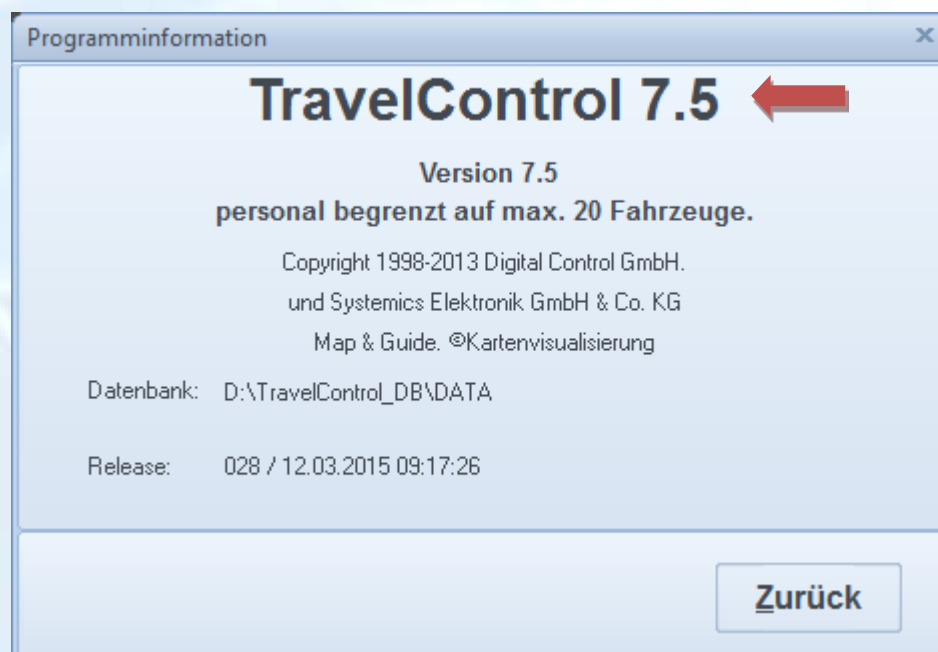 Programminformation
TravelControl 7.5
Version 7.5
personal begrenzt auf max. 20 Fahrzeuge.
Copyright 1998-2013 Digital Control GmbH.
und Systemics Elektronik GmbH & Co. KG
Map & Guide. ©Kartenvisualisierung
Datenbank: D:\TravelControl_DB\DATA
Release: 028 / 12.03.2015 09:17:26
Zurück